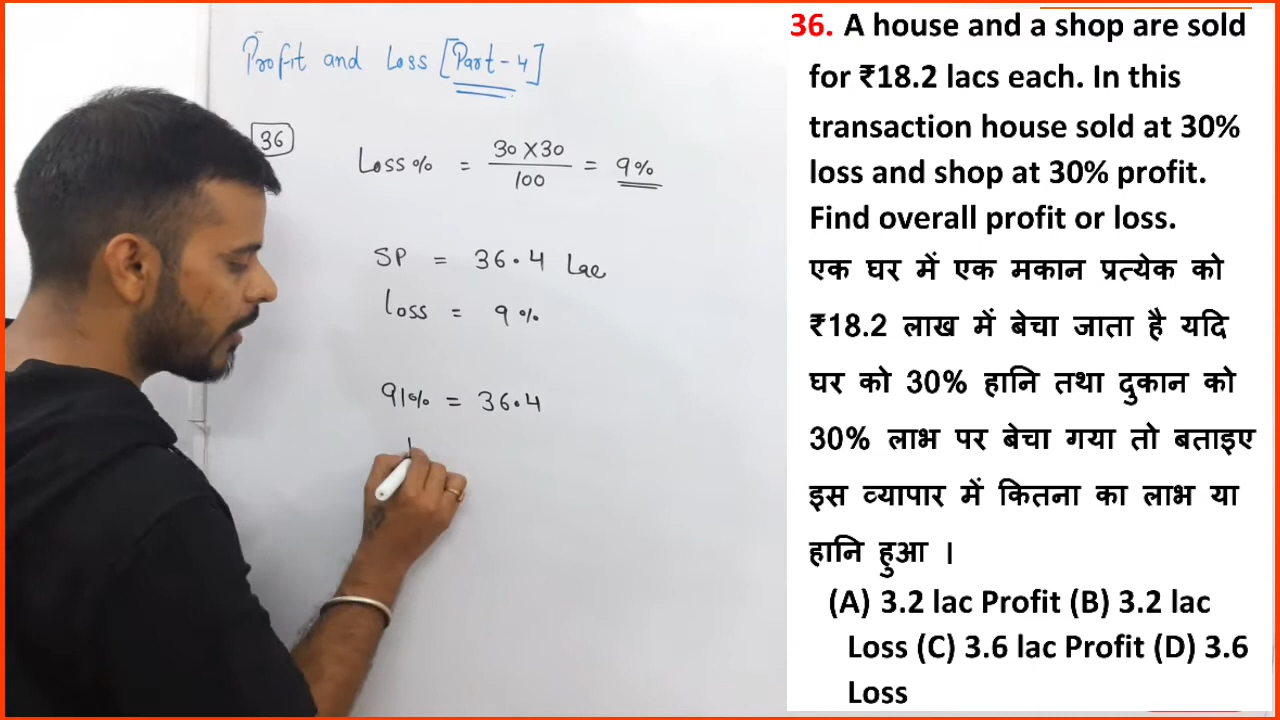 Profit and Loss [Part-4]
36
Loss% = 30 X 30 / 100 = 9%
SP = 36.4 Lac
Loss = 9%
91% = 36.4
1
36. A house and a shop are sold
for ₹18.2 lacs each. In this
transaction house sold at 30%
loss and shop at 30% profit.
Find overall profit or loss.
एक घर में एक मकान प्रत्येक को
₹18.2 लाख में बेचा जाता है यदि
घर को 30% हानि तथा दुकान को
30% लाभ पर बेचा गया तो बताइए
इस व्यापार में कितना का लाभ या
हानि हुआ ।
(A) 3.2 lac Profit (B) 3.2 lac
Loss (C) 3.6 lac Profit (D) 3.6
Loss